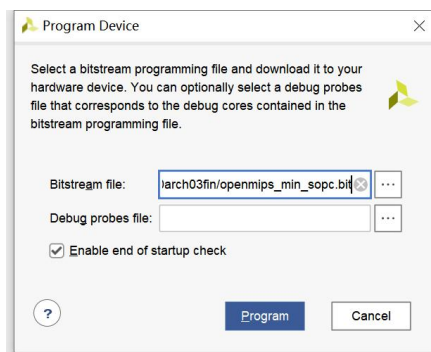 Program Device
Select a bitstream programming file and download it to your
hardware device. You can optionally select a debug probes
file that corresponds to the debug cores contained in the
bitstream programming file.
Bitstream file: arch03fin/openmips_min_sopc.bit ...
Debug probes file: ...
Enable end of startup check
?
Program
Cancel